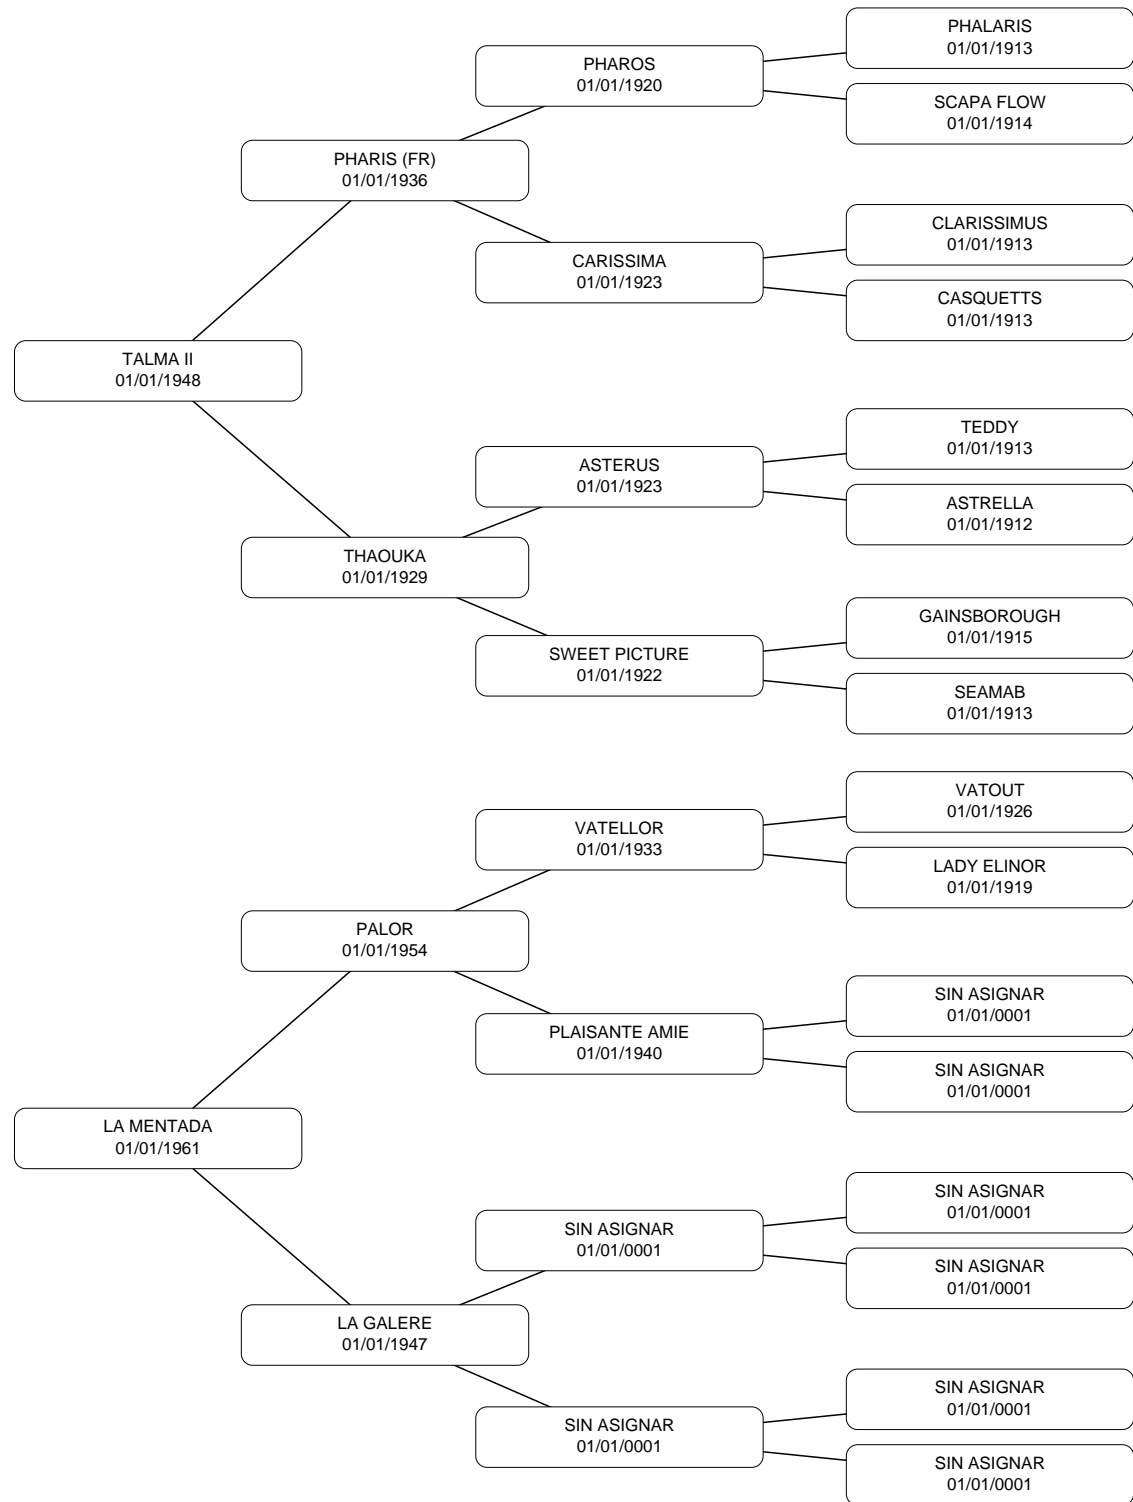 PHALARIS
01/01/1913
PHAROS
01/01/1920
SCAPA FLOW
01/01/1914
PHARIS (FR)
01/01/1936
CLARISSIMUS
01/01/1913
CARISSIMA
01/01/1923
CASQUETTS
01/01/1913
TALMA II
01/01/1948
TEDDY
01/01/1913
ASTERUS
01/01/1923
ASTRELLA
01/01/1912
THAOUKA
01/01/1929
GAINSBOROUGH
01/01/1915
SWEET PICTURE
01/01/1922
SEAMAB
01/01/1913
VATOUT
01/01/1926
VATELLOR
01/01/1933
LADY ELINOR
01/01/1919
PALOR
01/01/1954
SIN ASIGNAR
01/01/0001
PLAISANTE AMIE
01/01/1940
SIN ASIGNAR
01/01/0001
LA MENTADA
01/01/1961
SIN ASIGNAR
01/01/0001
SIN ASIGNAR
01/01/0001
SIN ASIGNAR
01/01/0001
LA GALERE
01/01/1947
SIN ASIGNAR
01/01/0001
SIN ASIGNAR
01/01/0001
SIN ASIGNAR
01/01/0001